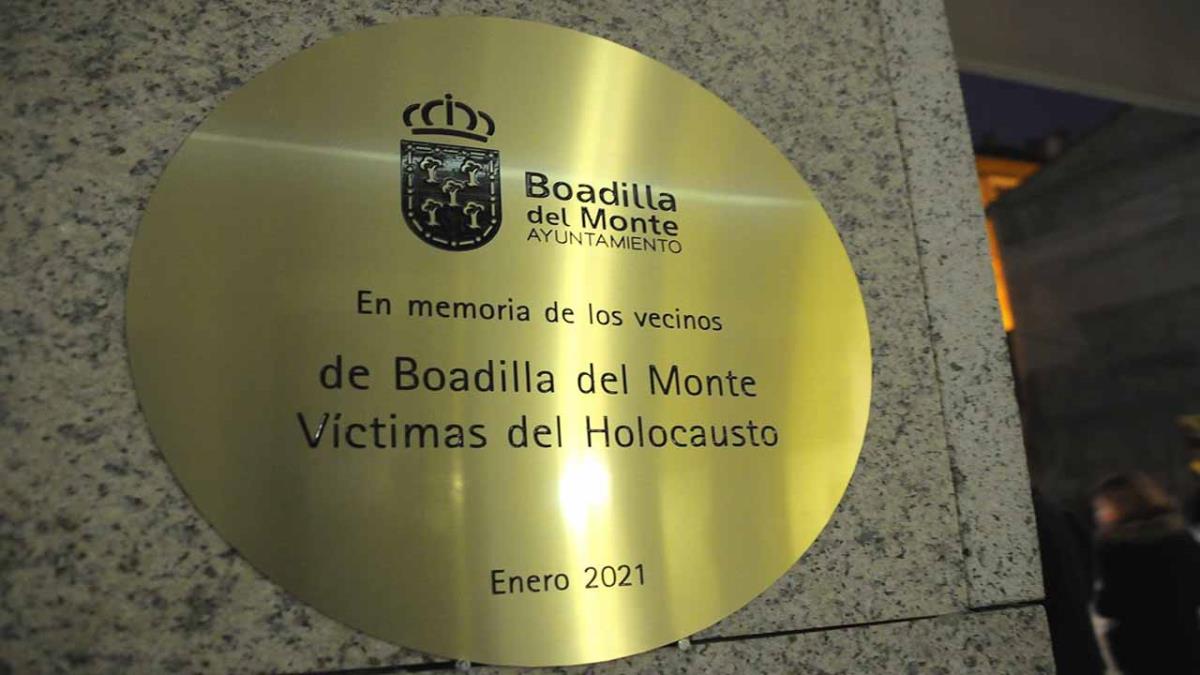 Boadilla
del Monte
AYUNTAMIENTO
En memoria de los vecinos
de Boadilla del Monte
Víctimas del Holocausto
Enero 2021